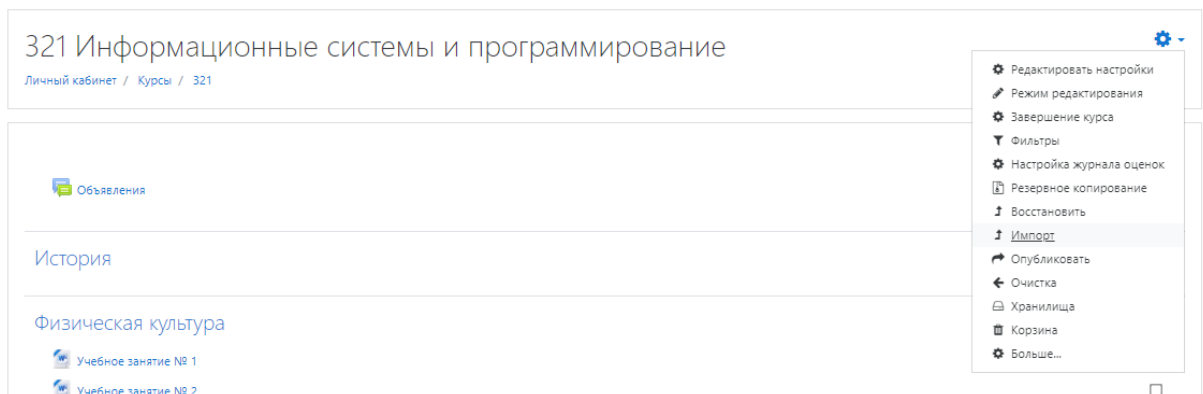 321 Информационные системы и программирование
Личный кабинет / Курсы / 321
Редактировать настройки
Режим редактирования
Завершение курса
Фильтры
Настройка журнала оценок
Резервное копирование
Восстановить
Импорт
Опубликовать
Очистка
Хранилища
Корзина
Больше...
Объявления
История
Физическая культура
Учебное занятие № 1
Учебное занятие № 2